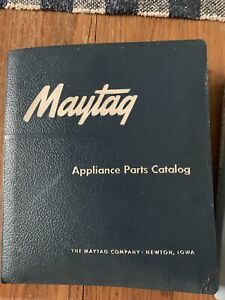 Maytag
Appliance Parts Catalog
THE MAYTAG COMPANY · NEWTON, IOWA